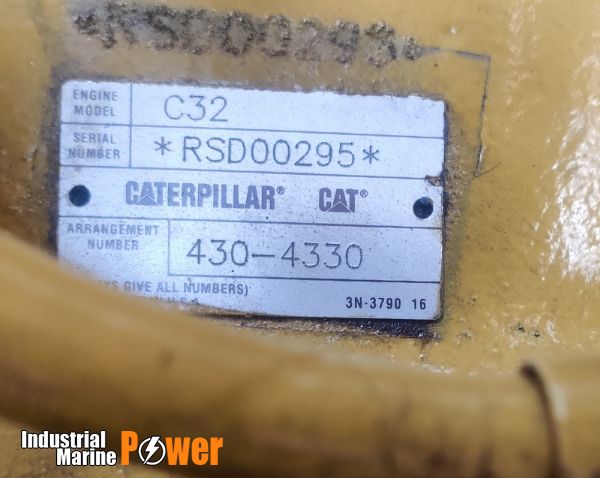 *RSD00295*
ENGINE MODEL C32
SERIAL NUMBER *RSD00295*
CATERPILLAR® CAT®
ARRANGEMENT NUMBER 430-4330
GIVE ALL NUMBERS)
3N-3790 16
Industrial Marine Power